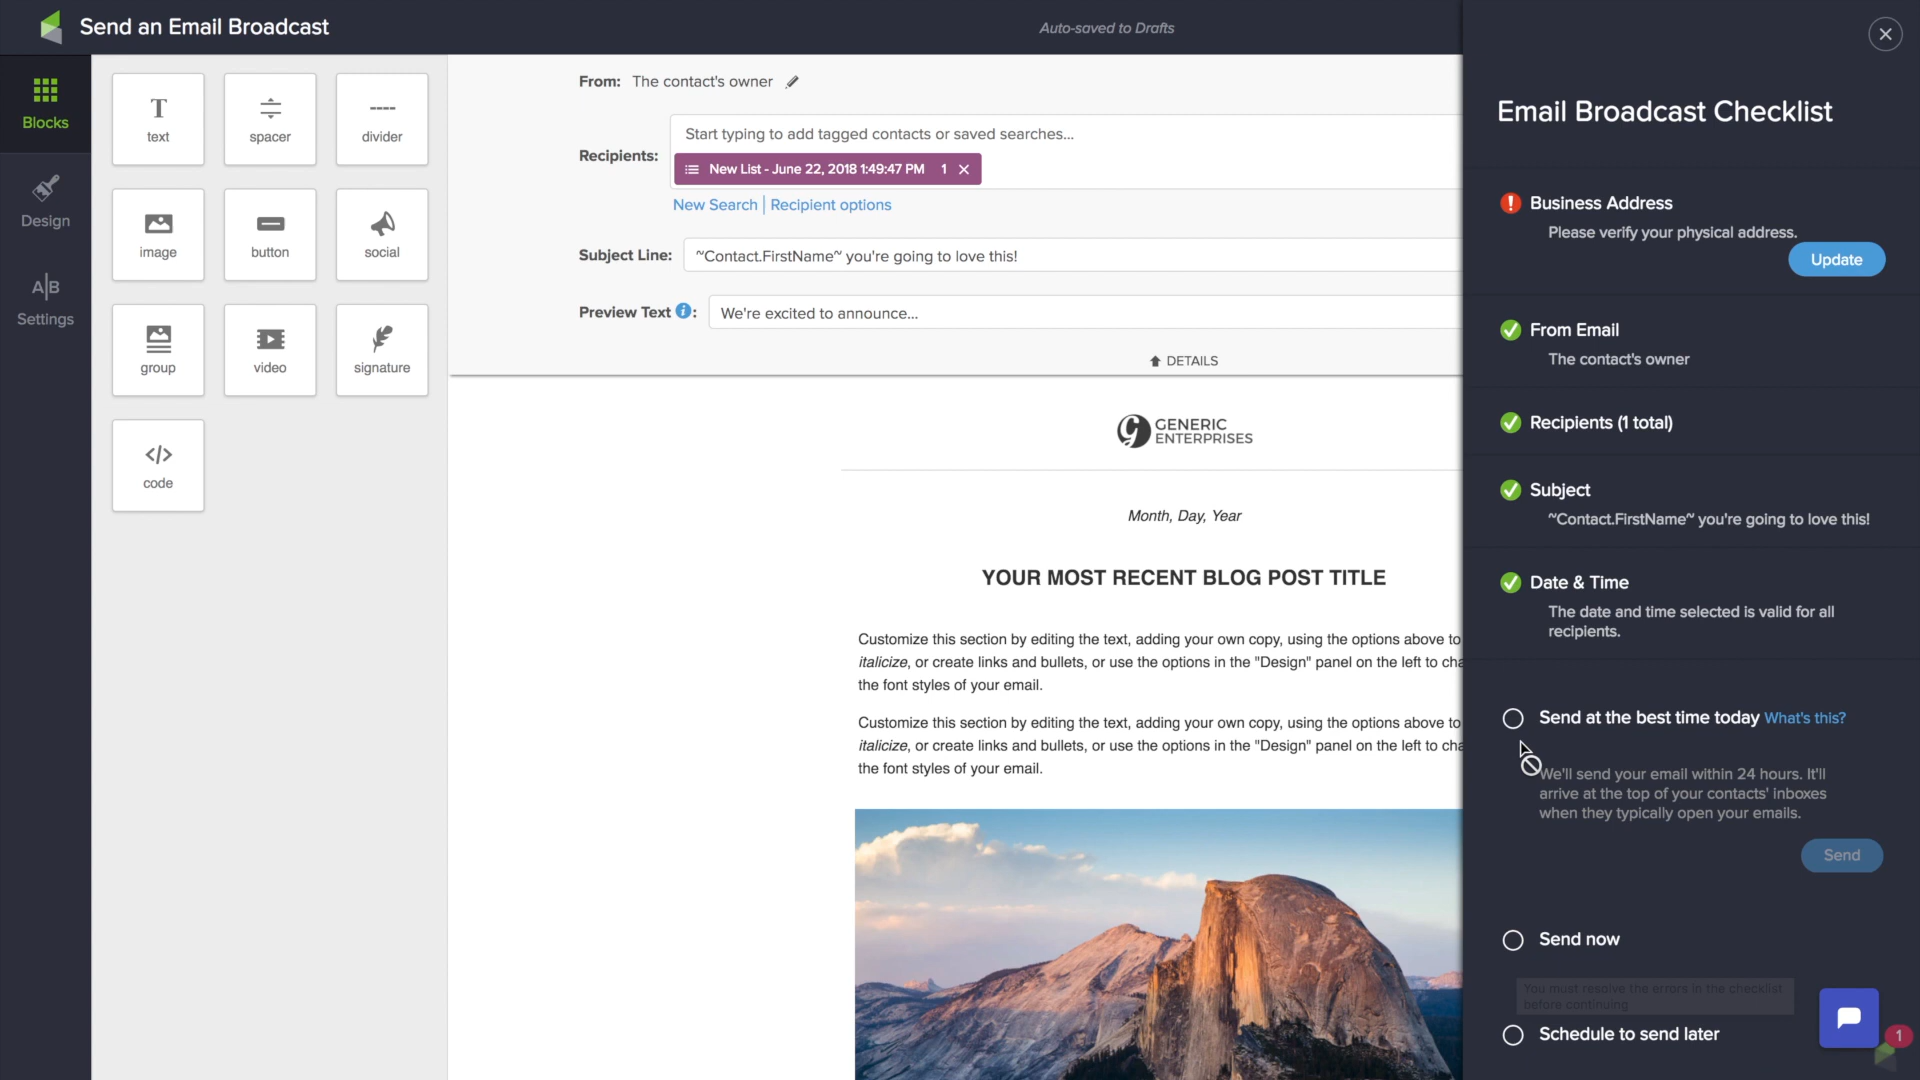 Send an Email Broadcast
Auto-saved to Drafts
Blocks
Design
A|B
Settings
T
text
spacer
divider
image
button
social
group
video
signature
</>
code
From: The contact's owner
Recipients:
Start typing to add tagged contacts or saved searches...
New List - June 22, 2018 1:49:47 PM 1
New Search | Recipient options
Subject Line: ~Contact.FirstName~ you're going to love this!
Preview Text i : We're excited to announce...
DETAILS
g GENERIC
ENTERPRISES
Month, Day, Year
YOUR MOST RECENT BLOG POST TITLE
Customize this section by editing the text, adding your own copy, using the options above to
italicize, or create links and bullets, or use the options in the "Design" panel on the left to cha
the font styles of your email.
Customize this section by editing the text, adding your own copy, using the options above to
italicize, or create links and bullets, or use the options in the "Design" panel on the left to cha
the font styles of your email.
Email Broadcast Checklist
! Business Address
Please verify your physical address.
Update
From Email
The contact's owner
Recipients (1 total)
Subject
~Contact.FirstName~ you're going to love this!
Date & Time
The date and time selected is valid for all
recipients.
Send at the best time today What's this?
We'll send your email within 24 hours. It'll
arrive at the top of your contacts' inboxes
when they typically open your emails.
Send
Send now
You must resolve the errors in the checklist
before continuing
Schedule to send later
1